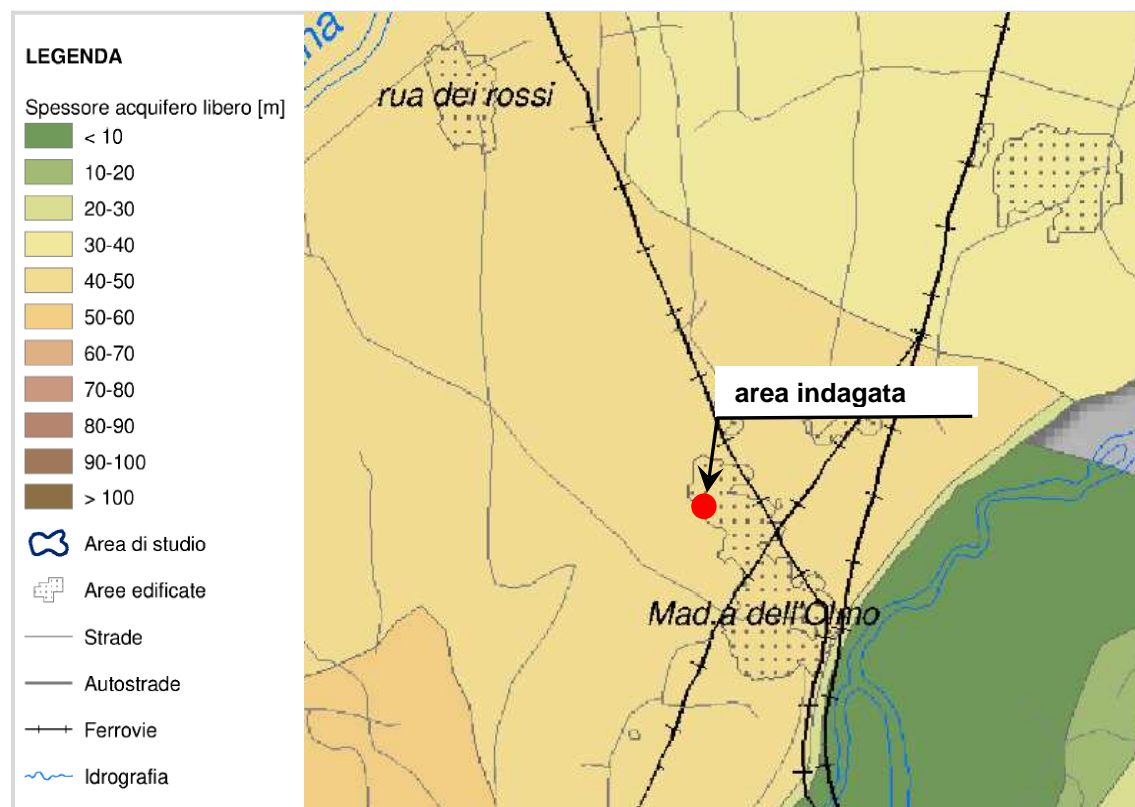 LEGENDA
Spessore acquifero libero [m]
< 10
10-20
20-30
30-40
40-50
50-60
60-70
70-80
80-90
90-100
> 100
Area di studio
Aree edificate
Strade
Autostrade
Ferrovie
Idrografia
na
rua dei rossi
area indagata
Mad.a dell'Olmo